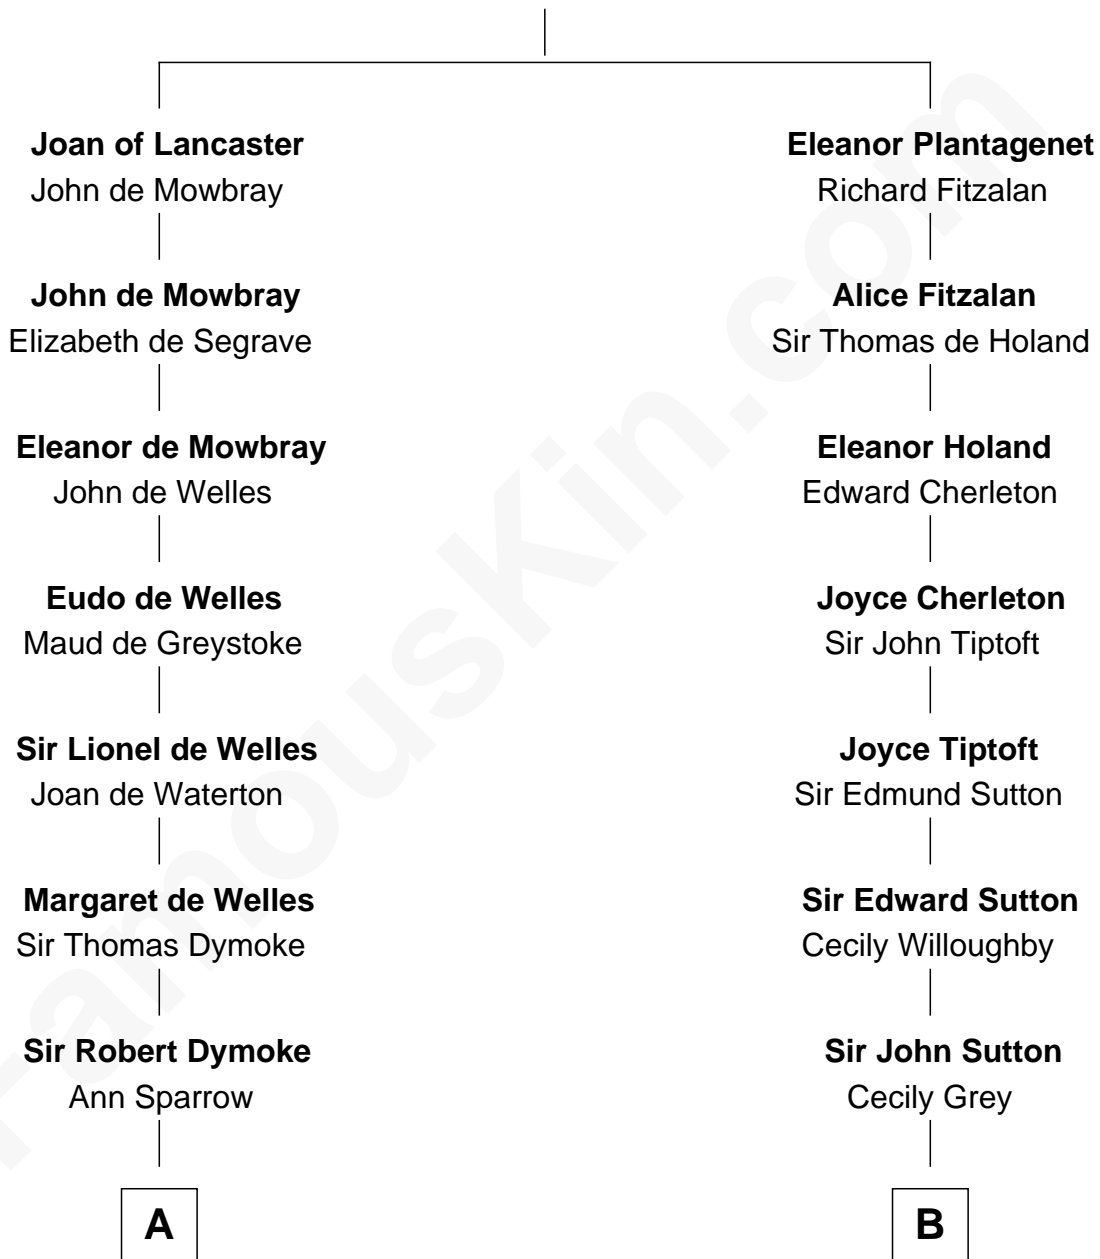 Joan of Lancaster
John de Mowbray
John de Mowbray
Elizabeth de Segrave
Eleanor de Mowbray
John de Welles
Eudo de Welles
Maud de Greystoke
Sir Lionel de Welles
Joan de Waterton
Margaret de Welles
Sir Thomas Dymoke
Sir Robert Dymoke
Ann Sparrow
A
Eleanor Plantagenet
Richard Fitzalan
Alice Fitzalan
Sir Thomas de Holand
Eleanor Holand
Edward Cherleton
Joyce Cherleton
Sir John Tiptoft
Joyce Tiptoft
Sir Edmund Sutton
Sir Edward Sutton
Cecily Willoughby
Sir John Sutton
Cecily Grey
B
FamousKin.com